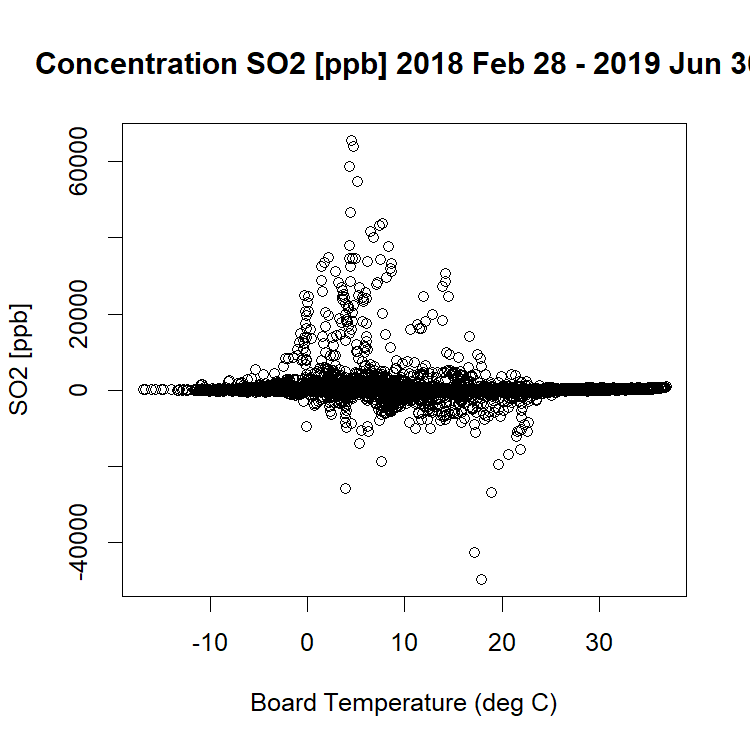 Concentration SO2 [ppb] 2018 Feb 28 - 2019 Jun 30
60000
20000
0
-40000
SO2 [ppb]
-10 0 10 20 30
Board Temperature (deg C)